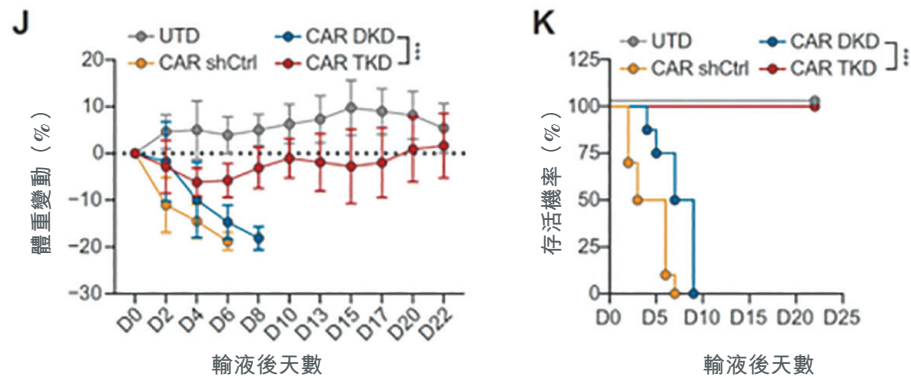 J
UTD
CAR DKD
CAR shCtrl
CAR TKD
***
20
10
0
−10
−20
−30
體重變動（%）
D0 D2 D4 D6 D8 D10 D13 D15 D17 D20 D22
輸液後天數
K
UTD
CAR DKD
CAR shCtrl
CAR TKD
***
125
100
75
50
25
0
存活機率（%）
D0 D5 D10 D15 D20 D25
輸液後天數